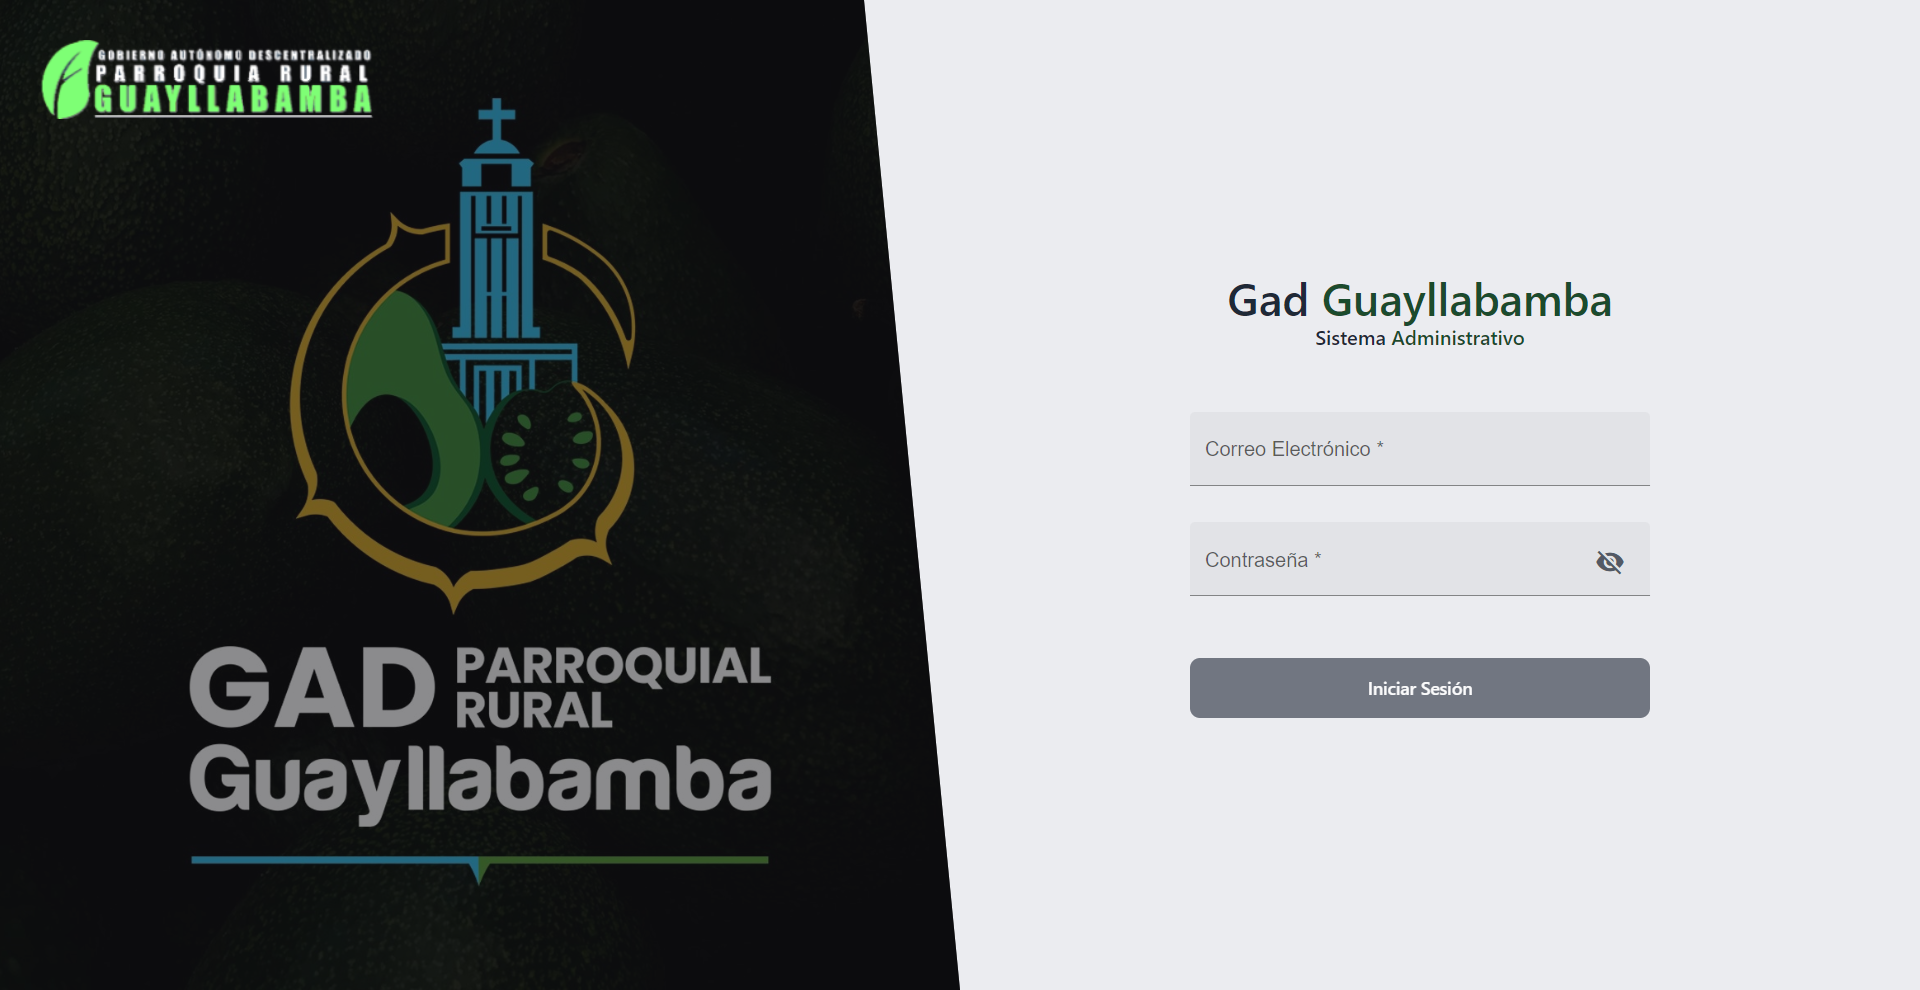 GOBIERNO AUTÓNOMO DESCENTRALIZADO
PARROQUIA RURAL
GUAYLLABAMBA
GAD PARROQUIAL
RURAL
Guayllabamba
Gad Guayllabamba
Sistema Administrativo
Correo Electrónico *
Contraseña *
Iniciar Sesión